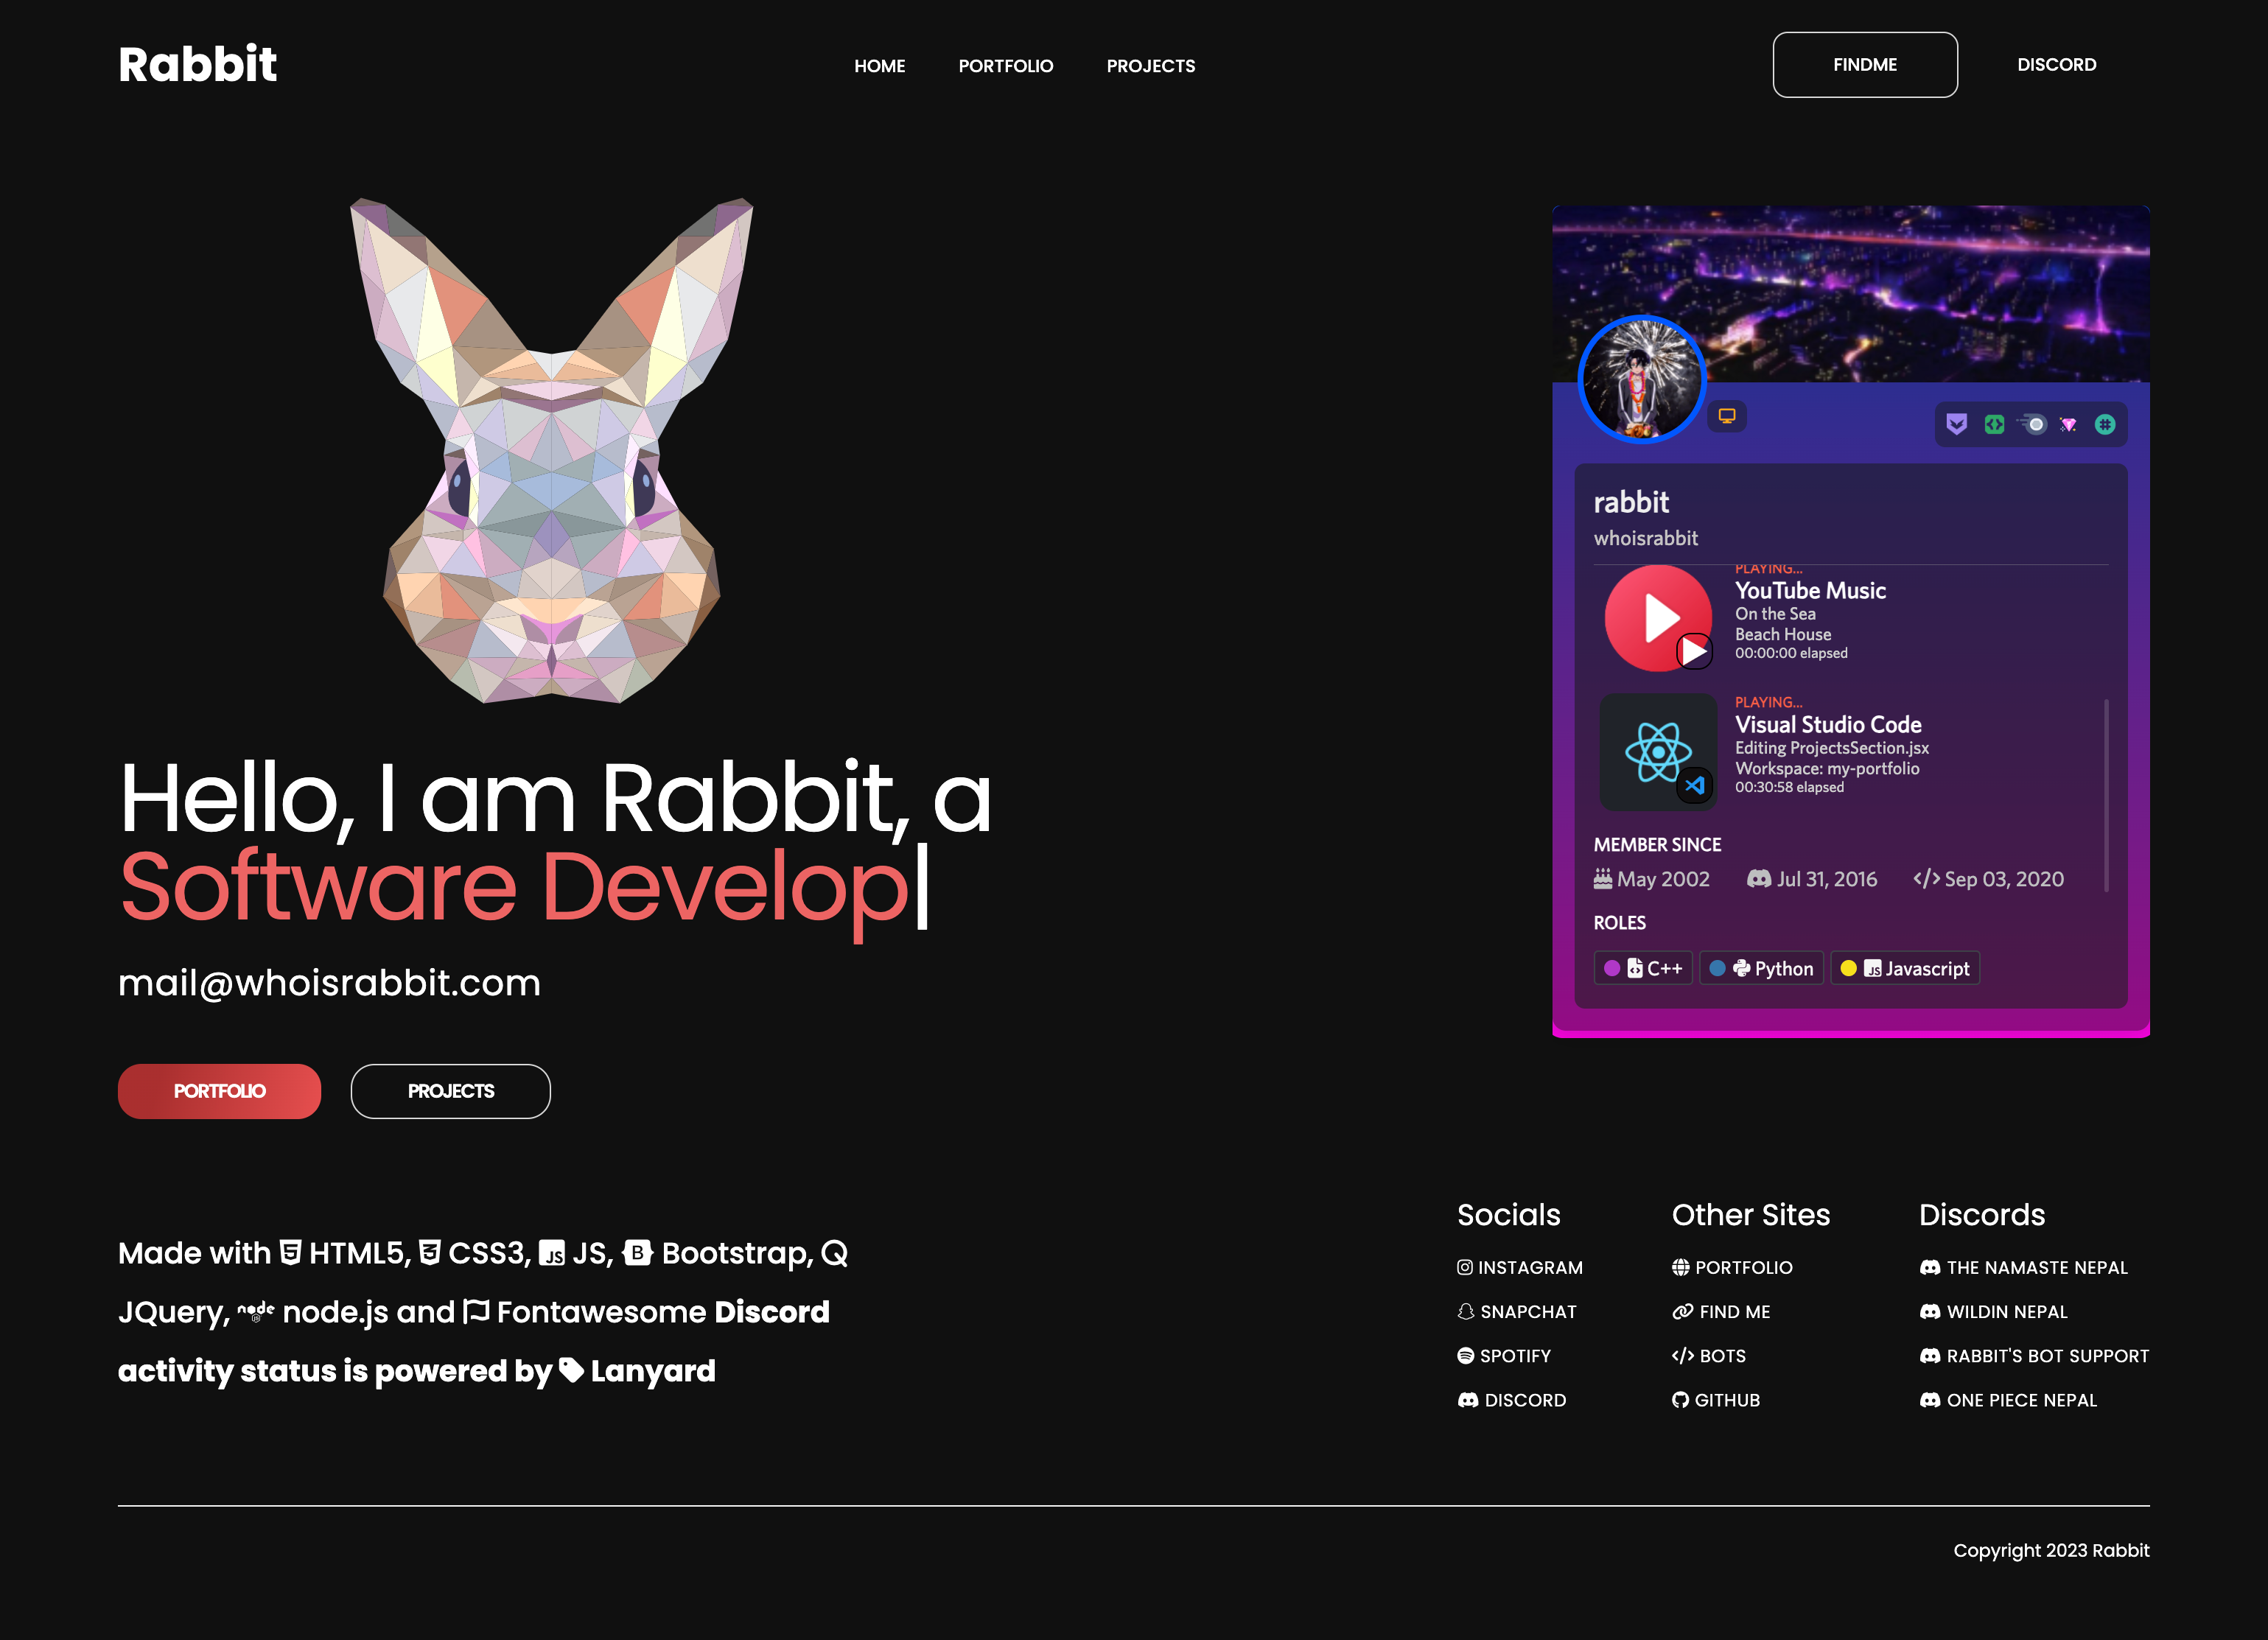 Rabbit
HOME PORTFOLIO PROJECTS
FINDME DISCORD
Hello, I am Rabbit, a
Software Develop|
mail@whoisrabbit.com
PORTFOLIO PROJECTS
rabbit
whoisrabbit
PLAYING...
YouTube Music
On the Sea
Beach House
00:00:00 elapsed
PLAYING...
Visual Studio Code
Editing ProjectsSection.jsx
Workspace: my-portfolio
00:30:58 elapsed
MEMBER SINCE
May 2002 Jul 31, 2016 Sep 03, 2020
ROLES
C++ Python JS Javascript
Made with HTML5, CSS3, JS JS, B Bootstrap,
JQuery, node node.js and Fontawesome Discord
activity status is powered by Lanyard
Socials
INSTAGRAM
SNAPCHAT
SPOTIFY
DISCORD
Other Sites
PORTFOLIO
FIND ME
BOTS
GITHUB
Discords
THE NAMASTE NEPAL
WILDIN NEPAL
RABBIT'S BOT SUPPORT
ONE PIECE NEPAL
Copyright 2023 Rabbit